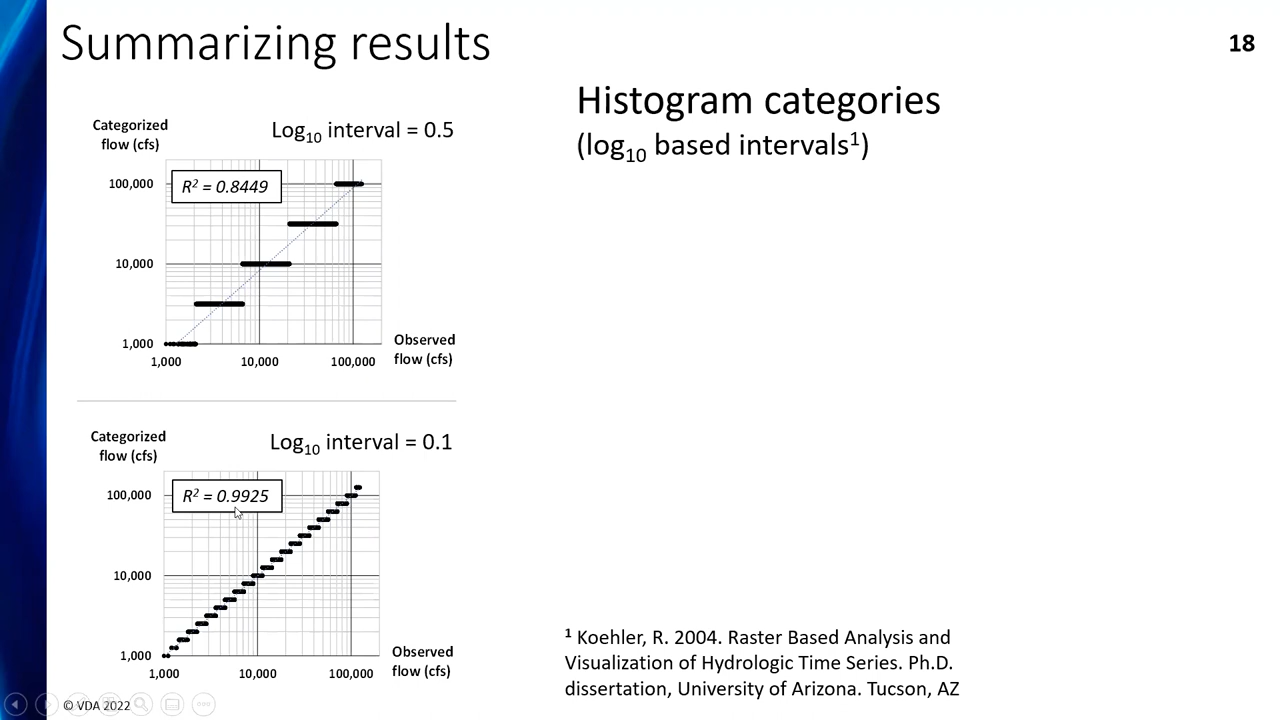 Summarizing results
18
Histogram categories
(log₁₀ based intervals¹)
Categorized
flow (cfs)
Log₁₀ interval = 0.5
R² = 0.8449
100,000
10,000
1,000
1,000 10,000 100,000
Observed
flow (cfs)
Categorized
flow (cfs)
Log₁₀ interval = 0.1
R² = 0.9925
100,000
10,000
1,000
1,000 10,000 100,000
Observed
flow (cfs)
¹ Koehler, R. 2004. Raster Based Analysis and
Visualization of Hydrologic Time Series. Ph.D.
dissertation, University of Arizona. Tucson, AZ
© VDA 2022